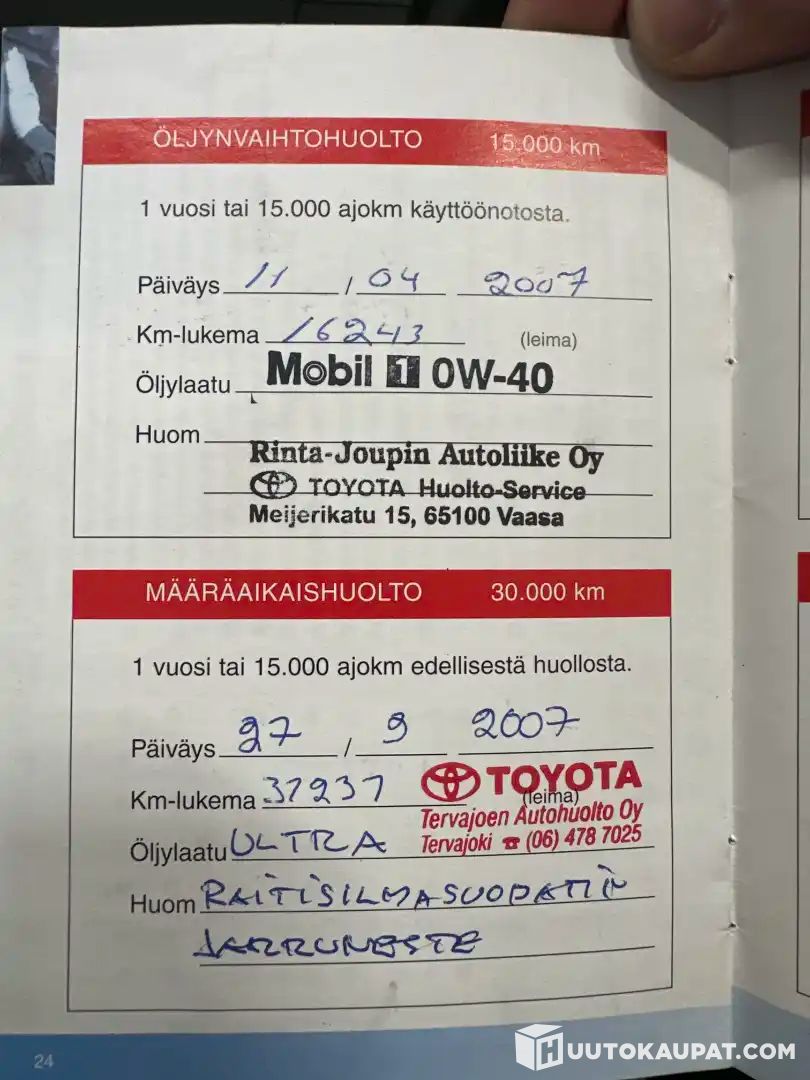 ÖLJYNVAIHTOHUOLTO 15.000 km
1 vuosi tai 15.000 ajokm käyttöönotosta.
Päiväys 11 / 04 2007
Km-lukema 16243 (leima)
Öljylaatu Mobil 1 0W-40
Huom
Rinta-Joupin Autoliike Oy
TOYOTA Huolto-Service
Meijerikatu 15, 65100 Vaasa
MÄÄRÄAIKAISHUOLTO 30.000 km
1 vuosi tai 15.000 ajokm edellisestä huollosta.
Päiväys 27 / 9 2007
Km-lukema 31237 TOYOTA
(leima)
Tervajoen Autohuolto Oy
Öljylaatu ULTRA Tervajoki ☎ (06) 478 7025
Huom RAITISILMASUODATIN
JARRUNESTE
24
HUUTOKAUPAT.COM